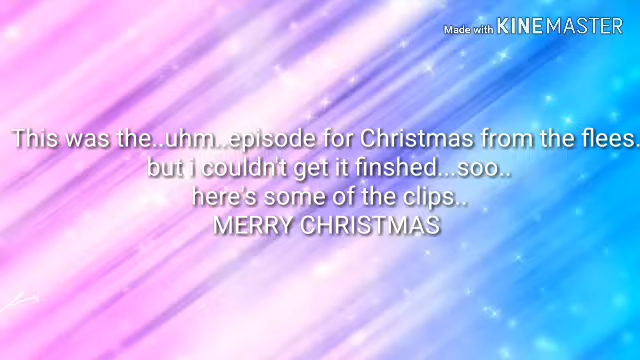 Made with KINEMASTER
This was the..uhm..episode for Christmas from the flees.
but i couldn't get it finshed...soo..
here's some of the clips..
MERRY CHRISTMAS